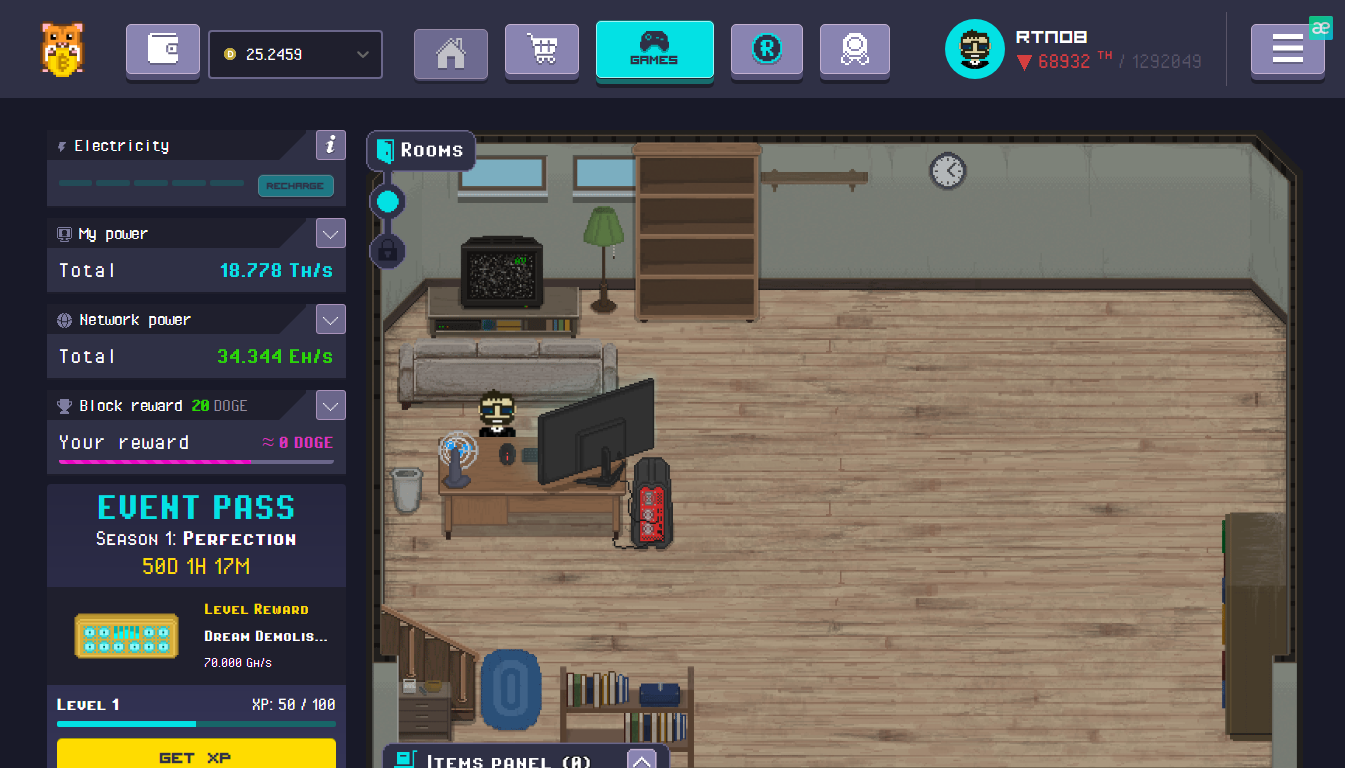 25.2459
GAMES
RTNOB
68932 TH / 1292049
æ
Electricity
i
RECHARGE
My power
Total 18.778 TH/S
Network power
Total 34.344 EH/S
Block reward 20 DOGE
Your reward ≈ 0 DOGE
EVENT PASS
SEASON 1: PERFECTION
50D 1H 17M
LEVEL REWARD
DREAM DEMOLIS...
70.000 GH/S
LEVEL 1 XP: 50 / 100
GET XP
ROOMS
ITEMS PANEL (0)